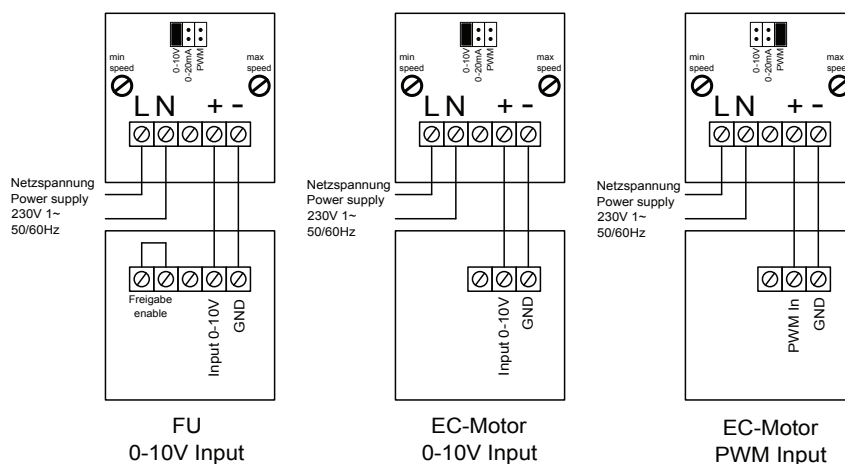 0-10V
0-20mA
PWM
min
speed
max
speed
L N + -
Netzspannung
Power supply
230V 1~
50/60Hz
Freigabe
enable
Input 0-10V
GND
FU
0-10V Input
0-10V
0-20mA
PWM
min
speed
max
speed
L N + -
Netzspannung
Power supply
230V 1~
50/60Hz
Input 0-10V
GND
EC-Motor
0-10V Input
0-10V
0-20mA
PWM
min
speed
max
speed
L N + -
Netzspannung
Power supply
230V 1~
50/60Hz
PWM In
GND
EC-Motor
PWM Input